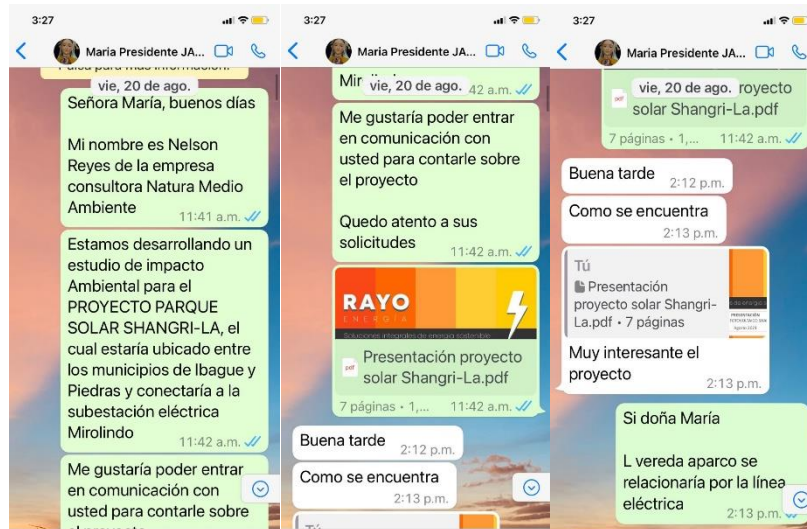 3:27
Maria Presidente JA...
vie, 20 de ago.
Señora María, buenos días
Mi nombre es Nelson
Reyes de la empresa
consultora Natura Medio
Ambiente
11:41 a.m.
Estamos desarrollando un
estudio de impacto
Ambiental para el
PROYECTO PARQUE
SOLAR SHANGRI-LA, el
cual estaría ubicado entre
los municipios de Ibague y
Piedras y conectaría a la
subestación eléctrica
Mirolindo
11:42 a.m.
Me gustaría poder entrar
en comunicación con
usted para contarle sobre
3:27
Maria Presidente JA...
vie, 20 de ago.
42 a.m.
Me gustaría poder entrar
en comunicación con
usted para contarle sobre
el proyecto
Quedo atento a sus
solicitudes
11:42 a.m.
RAYO
ENERGÍA
Soluciones integrales de energía sostenible
pdf
Presentación proyecto
solar Shangri-La.pdf
7 páginas • 1,... 11:42 a.m.
Buena tarde
2:12 p.m.
Como se encuentra
2:13 p.m.
Tú
3:27
Maria Presidente JA...
vie, 20 de ago.
royecto
pdf
solar Shangri-La.pdf
7 páginas • 1,... 11:42 a.m.
Buena tarde
2:12 p.m.
Como se encuentra
2:13 p.m.
Tú
Presentación
proyecto solar Shangri-
La.pdf • 7 páginas
Muy interesante el
proyecto
2:13 p.m.
Si doña María
L vereda aparco se
relacionaría por la línea
eléctrica
2:13 p.m.